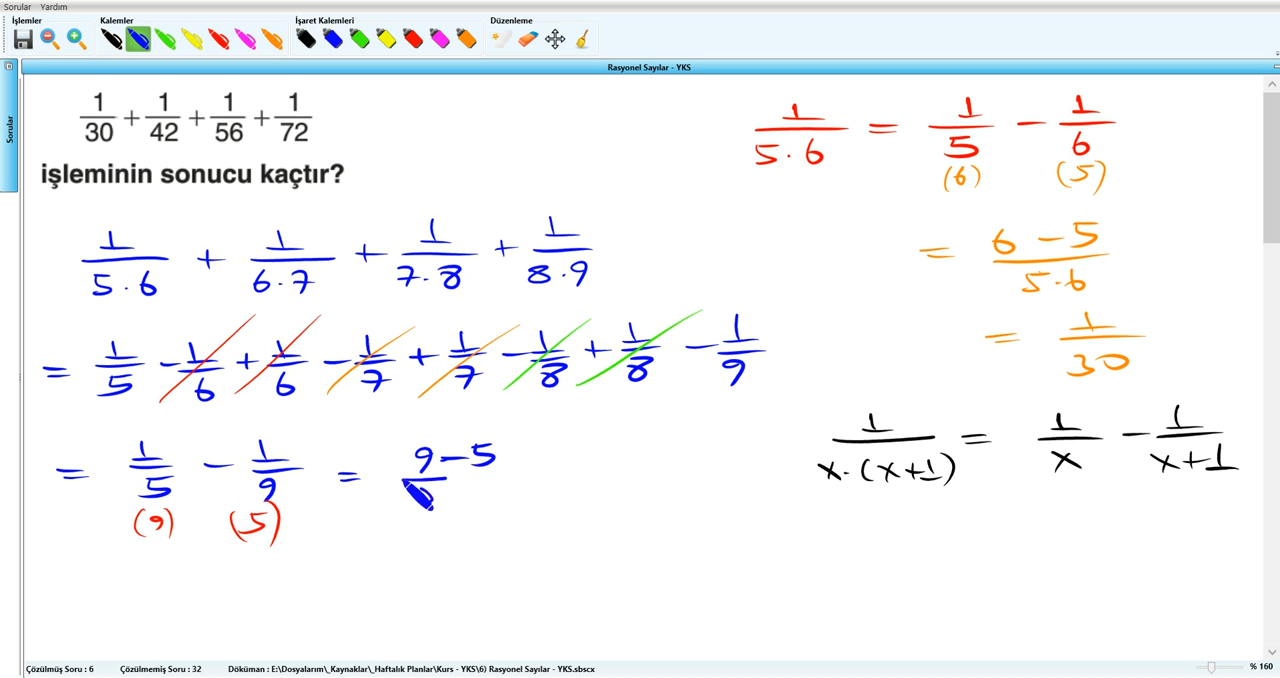 Sorular Yardım
İşlemler Kalemler İşaret Kalemleri Düzenleme
Rasyonel Sayılar - YKS
Sorular
1/30 + 1/42 + 1/56 + 1/72
işleminin sonucu kaçtır?
1/(5·6) + 1/(6·7) + 1/(7·8) + 1/(8·9)
= 1/5 - 1/6 + 1/6 - 1/7 + 1/7 - 1/8 + 1/8 - 1/9
= 1/5 - 1/9 = 9-5
(9) (5)
1/(5·6) = 1/5 - 1/6
(6) (5)
= (6-5)/(5·6)
= 1/30
1/(x·(x+1)) = 1/x - 1/(x+1)
Çözülmüş Soru : 6 Çözülmemiş Soru : 32 Döküman : E:\Dosyalarım\_Kaynaklar\_Haftalık Planlar\Kurs - YKS\6) Rasyonel Sayılar - YKS.sbscx % 160